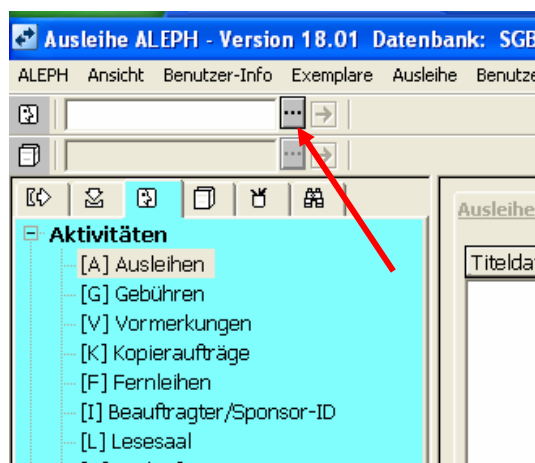 Ausleihe ALEPH - Version 18.01 Datenbank: SGB
ALEPH Ansicht Benutzer-Info Exemplare Ausleihe Benutze
...
...
Ausleihe
Aktivitäten
[A] Ausleihen
Titelda
[G] Gebühren
[V] Vormerkungen
[K] Kopieraufträge
[F] Fernleihen
[I] Beauftragter/Sponsor-ID
[L] Lesesaal